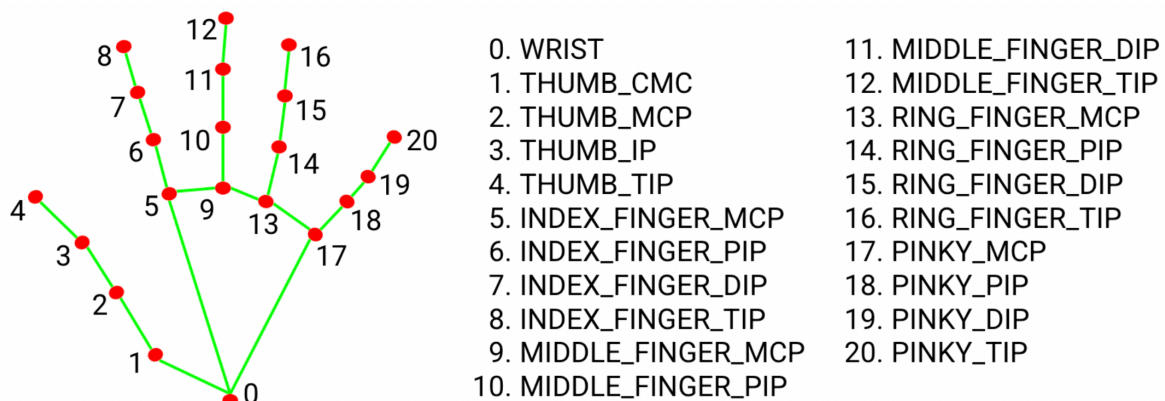 12
8
16
11
7
15
10
20
6
14
19
4
5
9
18
13
3
17
2
1
0
0. WRIST
1. THUMB_CMC
2. THUMB_MCP
3. THUMB_IP
4. THUMB_TIP
5. INDEX_FINGER_MCP
6. INDEX_FINGER_PIP
7. INDEX_FINGER_DIP
8. INDEX_FINGER_TIP
9. MIDDLE_FINGER_MCP
10. MIDDLE_FINGER_PIP
11. MIDDLE_FINGER_DIP
12. MIDDLE_FINGER_TIP
13. RING_FINGER_MCP
14. RING_FINGER_PIP
15. RING_FINGER_DIP
16. RING_FINGER_TIP
17. PINKY_MCP
18. PINKY_PIP
19. PINKY_DIP
20. PINKY_TIP